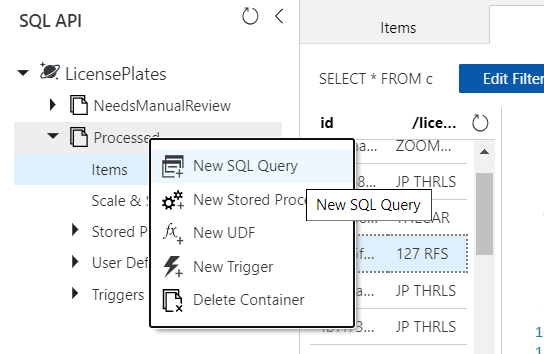 SQL API
LicensePlates
NeedsManualReview
Processed
Items
Scale &
Stored P
User Def
Triggers
New SQL Query
New Stored Proc
New UDF
New Trigger
Delete Container
New SQL Query
Items
SELECT * FROM c
Edit Filter
id
/lice...
ZOOM...
JP THRLS
127 RFS
JP THRLS
JP THRLS